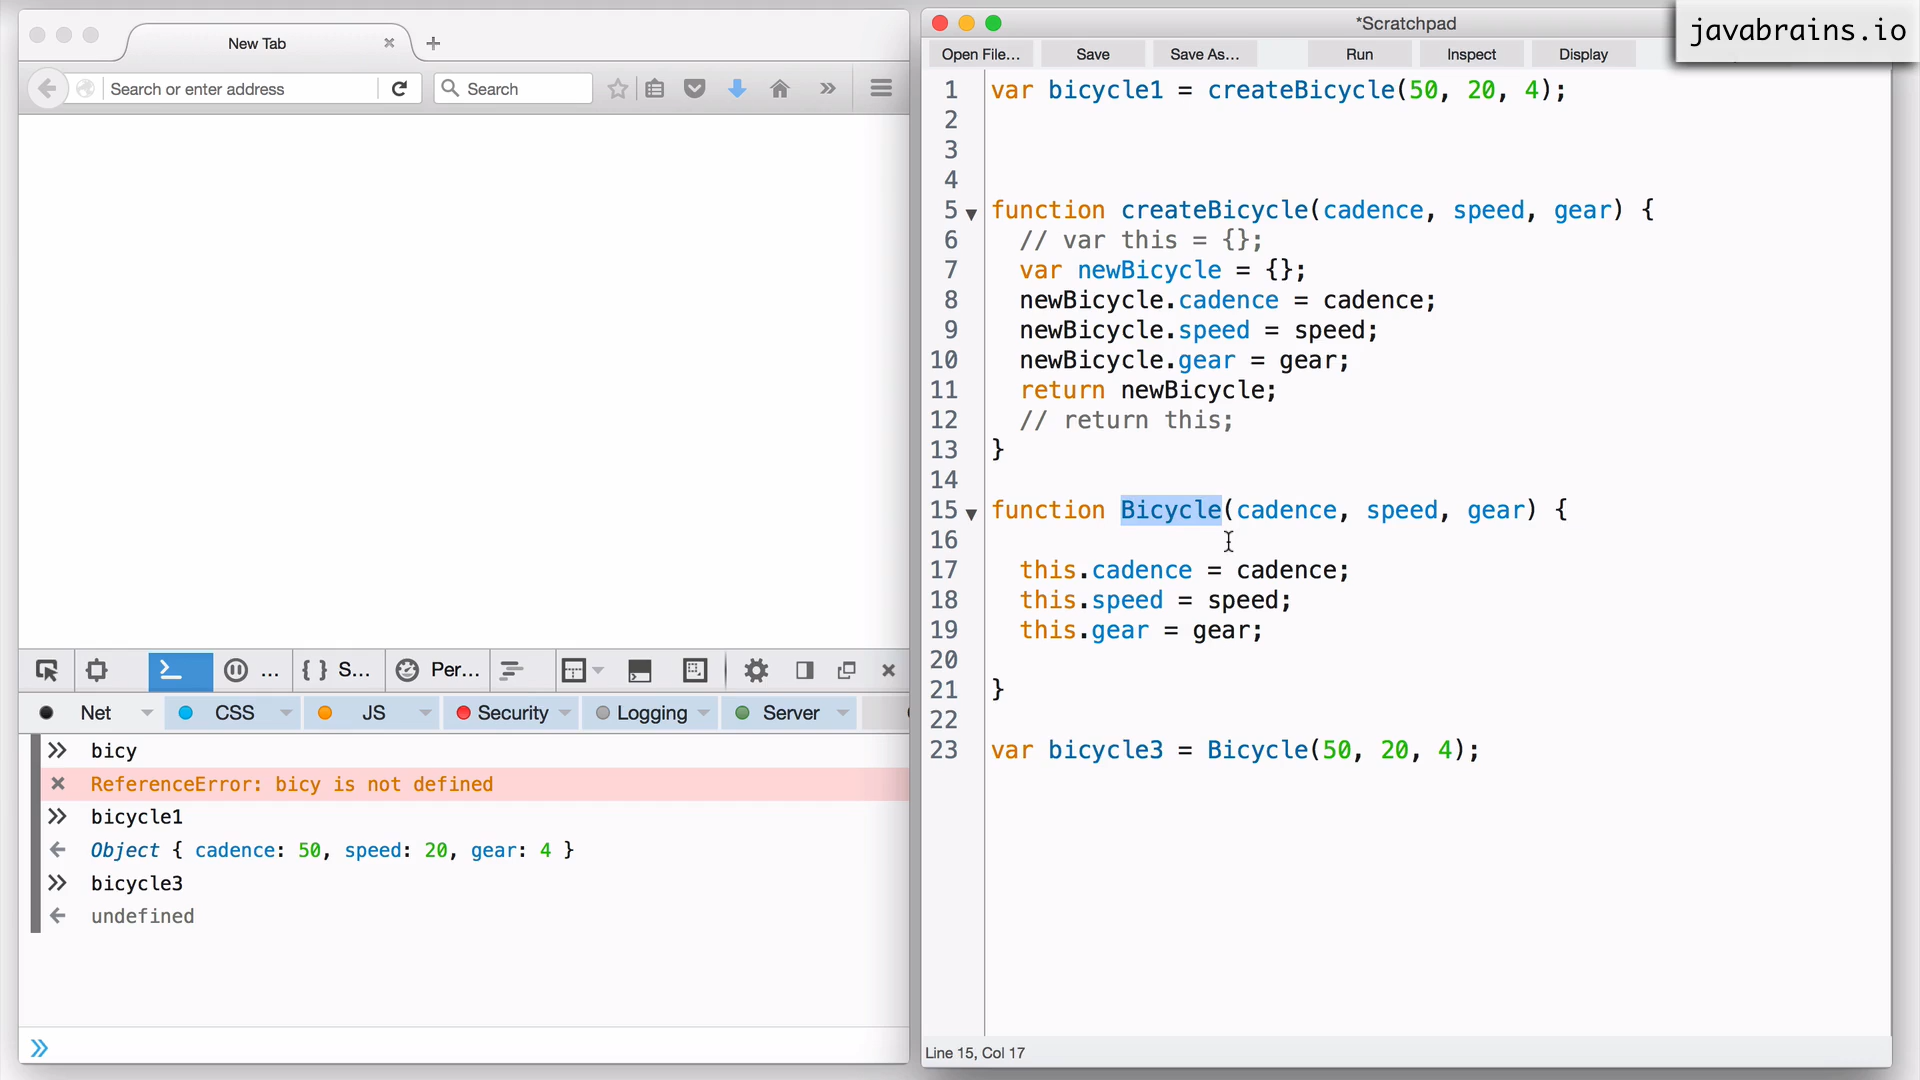 New Tab
Search or enter address
Search
... S... Per...
Net CSS JS Security Logging Server
bicy
ReferenceError: bicy is not defined
bicycle1
Object { cadence: 50, speed: 20, gear: 4 }
bicycle3
undefined
*Scratchpad
javabrains.io
Open File... Save Save As... Run Inspect Display
1 var bicycle1 = createBicycle(50, 20, 4);
2
3
4
5 function createBicycle(cadence, speed, gear) {
6 // var this = {};
7 var newBicycle = {};
8 newBicycle.cadence = cadence;
9 newBicycle.speed = speed;
10 newBicycle.gear = gear;
11 return newBicycle;
12 // return this;
13 }
14
15 function Bicycle(cadence, speed, gear) {
16
17 this.cadence = cadence;
18 this.speed = speed;
19 this.gear = gear;
20
21 }
22
23 var bicycle3 = Bicycle(50, 20, 4);
Line 15, Col 17